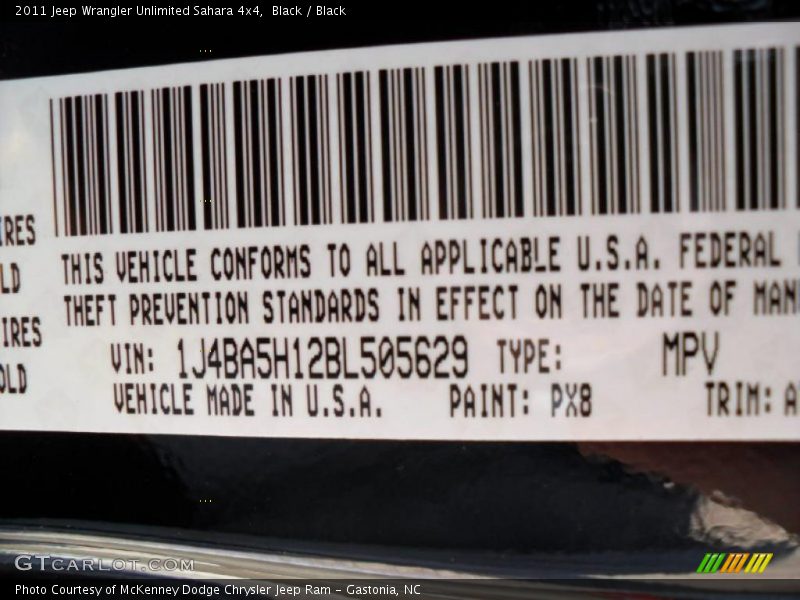 2011 Jeep Wrangler Unlimited Sahara 4x4, Black / Black
IRES
LD
IRES
OLD
THIS VEHICLE CONFORMS TO ALL APPLICABLE U.S.A. FEDERAL
THEFT PREVENTION STANDARDS IN EFFECT ON THE DATE OF MAN
VIN: 1J4BA5H12BL505629 TYPE: MPV
VEHICLE MADE IN U.S.A. PAINT: PX8 TRIM: A
GTCARLOT.COM
Photo Courtesy of McKenney Dodge Chrysler Jeep Ram - Gastonia, NC